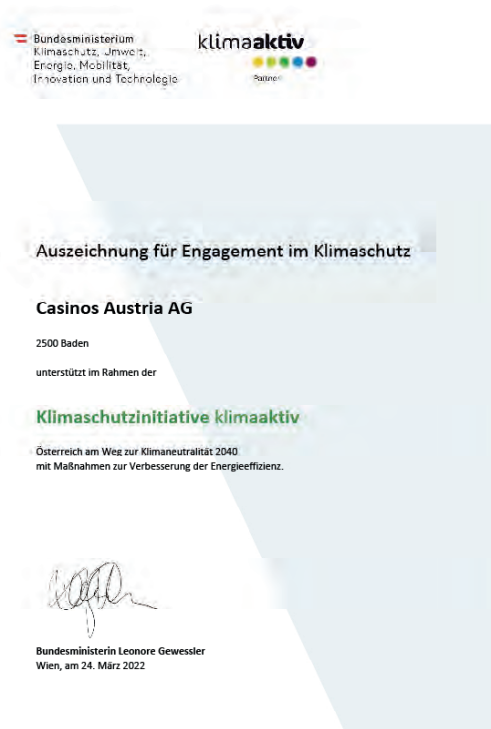 Bundesministerium
Klimaschutz, Umwelt,
Energie, Mobilität,
Innovation und Technologie
klimaaktiv
Partner
Auszeichnung für Engagement im Klimaschutz
Casinos Austria AG
2500 Baden
unterstützt im Rahmen der
Klimaschutzinitiative klimaaktiv
Österreich am Weg zur Klimaneutralität 2040
mit Maßnahmen zur Verbesserung der Energieeffizienz.
Bundesministerin Leonore Gewessler
Wien, am 24. März 2022